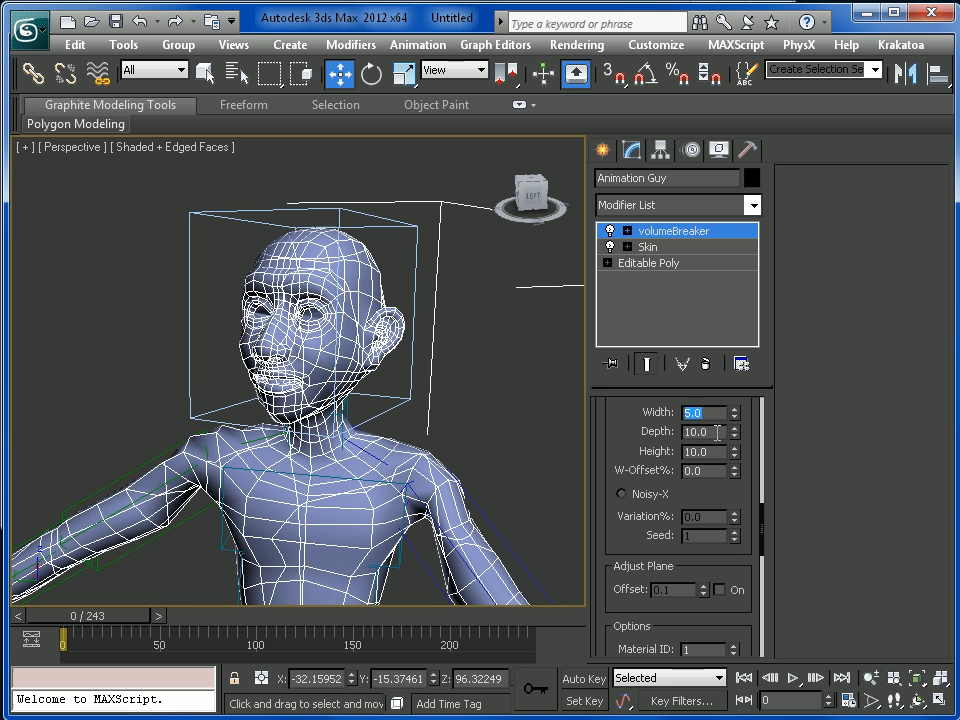 Autodesk 3ds Max 2012 x64 Untitled
Type a keyword or phrase
Edit Tools Group Views Create Modifiers Animation Graph Editors Rendering Customize MAXScript PhysX Help Krakatoa
All View 3 % ABC Create Selection Se
Graphite Modeling Tools Freeform Selection Object Paint
Polygon Modeling
[ + ] [ Perspective ] [ Shaded + Edged Faces ]
LEFT
Animation Guy
Modifier List
volumeBreaker
Skin
Editable Poly
Width: 5.0
Depth: 10.0
Height: 10.0
W-Offset% 0.0
Noisy-X
Variation%: 0.0
Seed: 1
Adjust Plane
Offset: 0.1 On
Options
Material ID: 1
< 0 / 243 >
0 50 100 150 200
X: -32.15952 Y: -15.37461 Z: 96.32249 Auto Key Selected
Welcome to MAXScript.
Click and drag to select and mov Add Time Tag Set Key Key Filters... 0